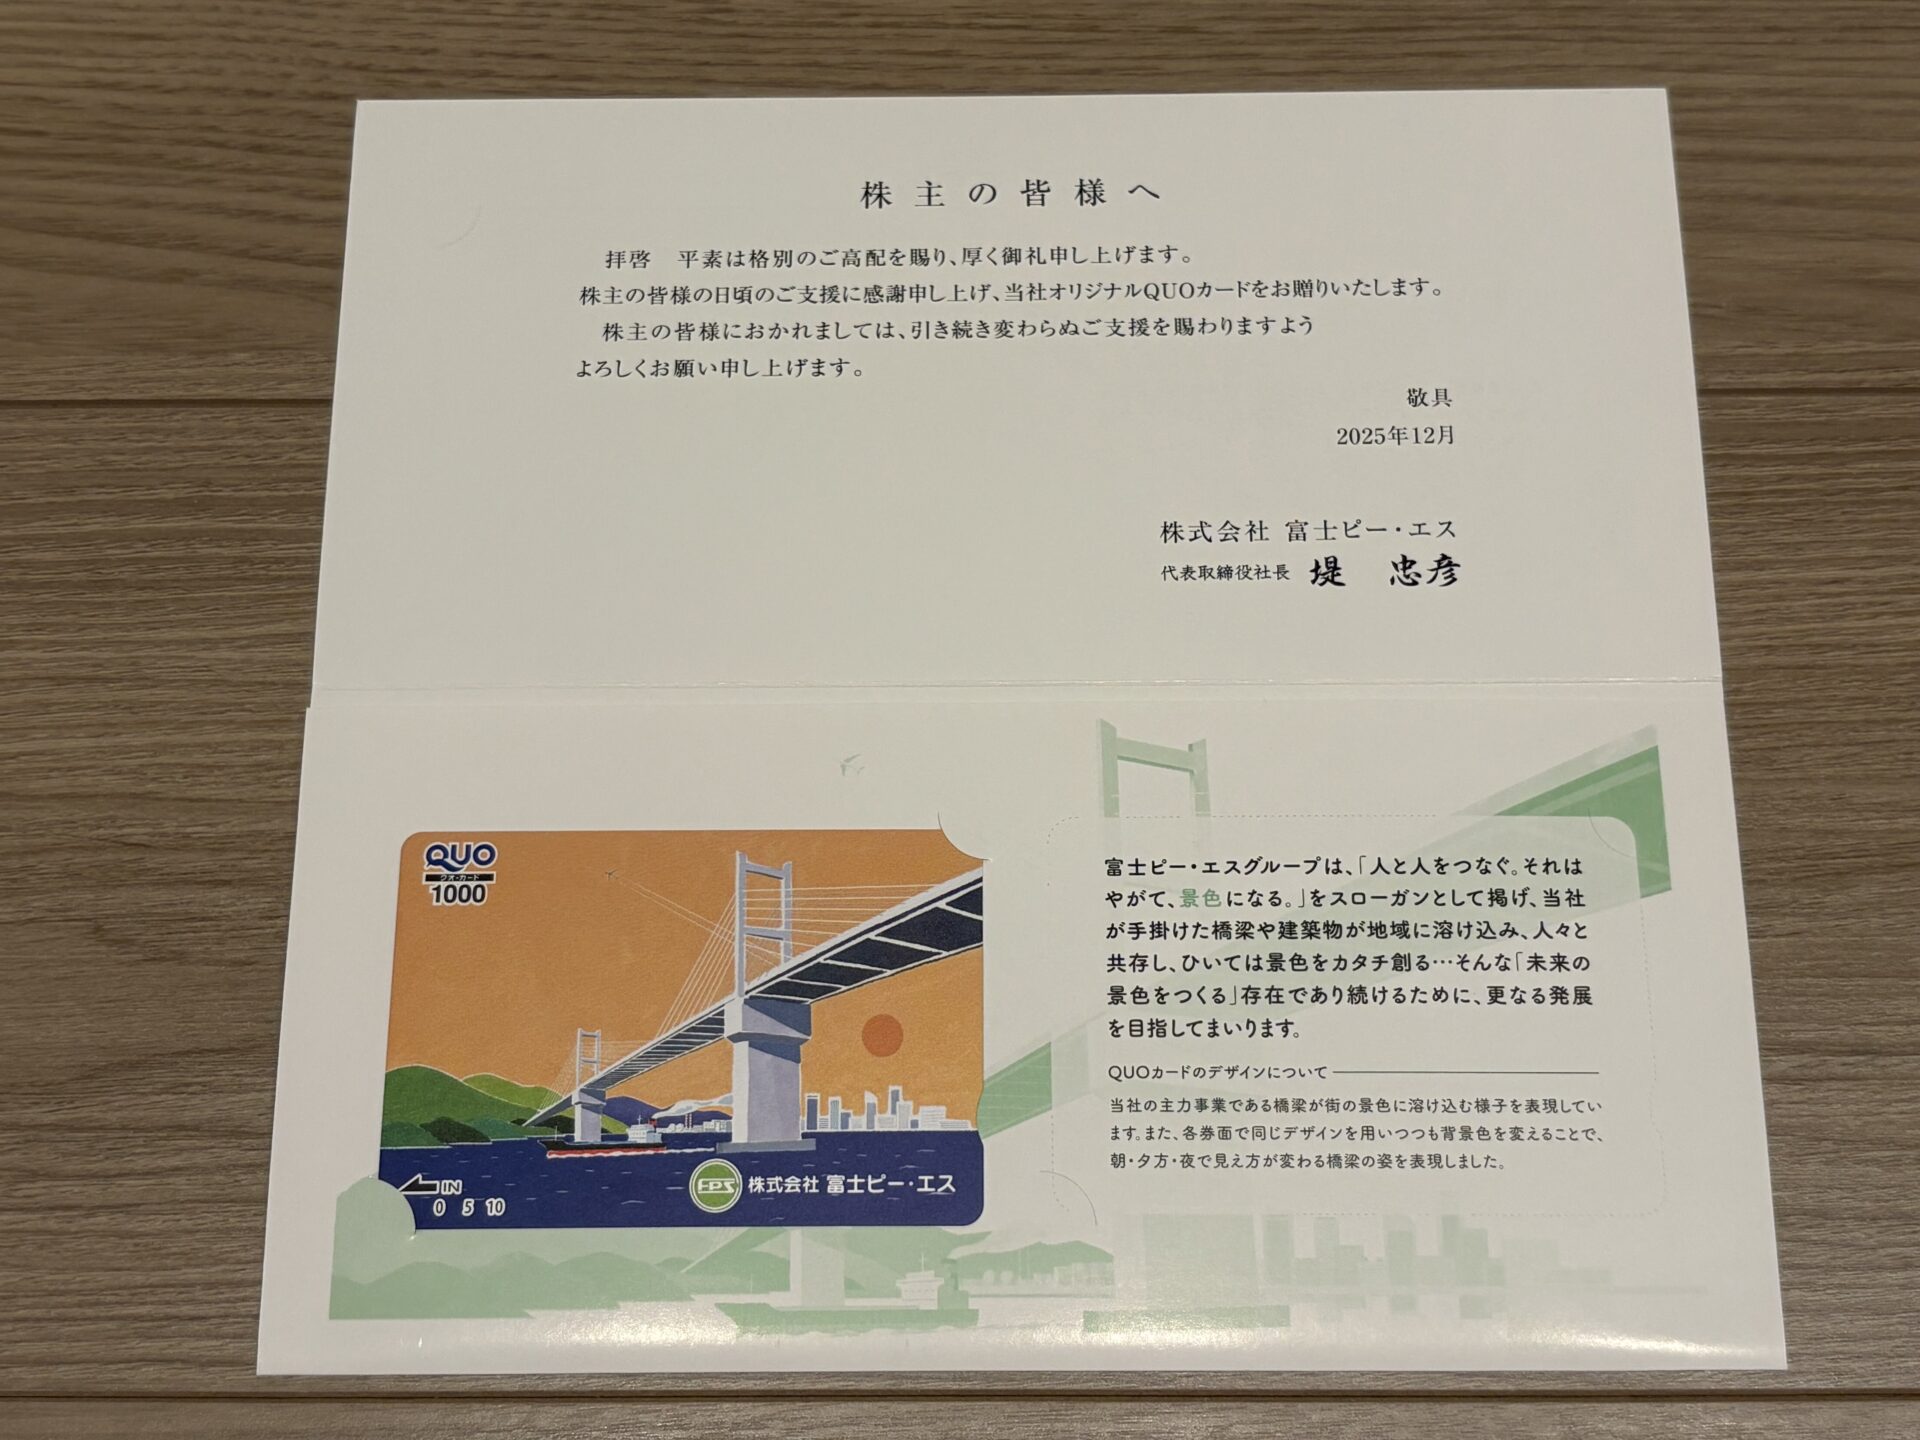 株主の皆様へ
拝啓　平素は格別のご高配を賜り、厚く御礼申し上げます。
株主の皆様の日頃のご支援に感謝申し上げ、当社オリジナルQUOカードをお贈りいたします。
株主の皆様におかれましては、引き続き変わらぬご支援を賜わりますよう
よろしくお願い申し上げます。
敬具
2025年12月
株式会社 富士ピー・エス
代表取締役社長 堤　忠彦
QUO
クオ・カード
1000
IN
0 5 10
FPS 株式会社 富士ピー・エス
富士ピー・エスグループは、「人と人をつなぐ。それは
やがて、景色になる。」をスローガンとして掲げ、当社
が手掛けた橋梁や建築物が地域に溶け込み、人々と
共存し、ひいては景色をカタチ創る…そんな「未来の
景色をつくる」存在であり続けるために、更なる発展
を目指してまいります。
QUOカードのデザインについて
当社の主力事業である橋梁が街の景色に溶け込む様子を表現してい
ます。また、各券面で同じデザインを用いつつも背景色を変えることで、
朝・夕方・夜で見え方が変わる橋梁の姿を表現しました。